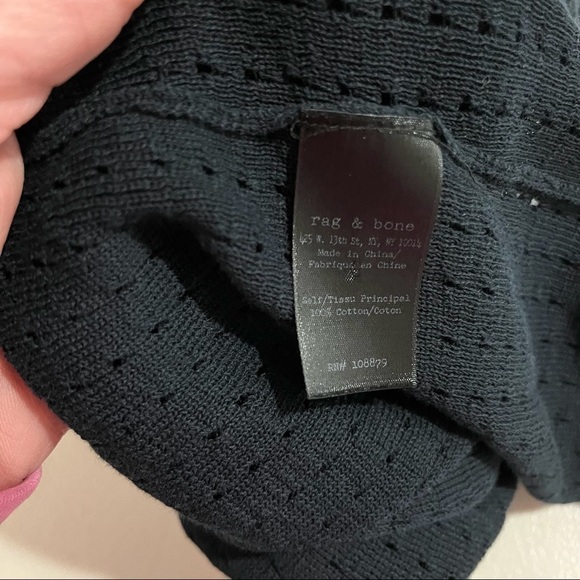 rag & bone
425 W. 13th St, NY, NY 10014
Made in China/
Fabriqué en Chine
Self/Tissu Principal
100% Cotton/Coton
RN# 108879